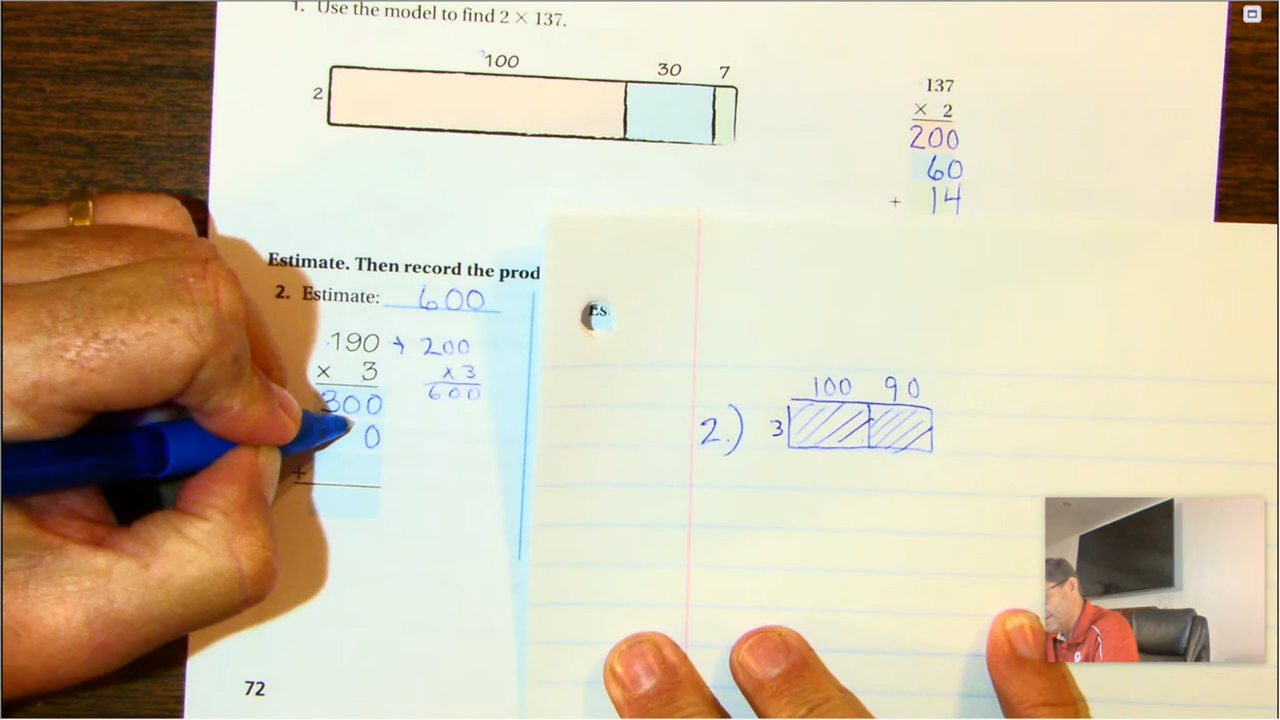 1. Use the model to find 2 × 137.
100 30 7
2
137
× 2
200
60
+ 14
Estimate. Then record the prod
2. Estimate: 600
190 → 200
× 3 × 3
300 600
0
+
Es
100 90
2.) 3
72